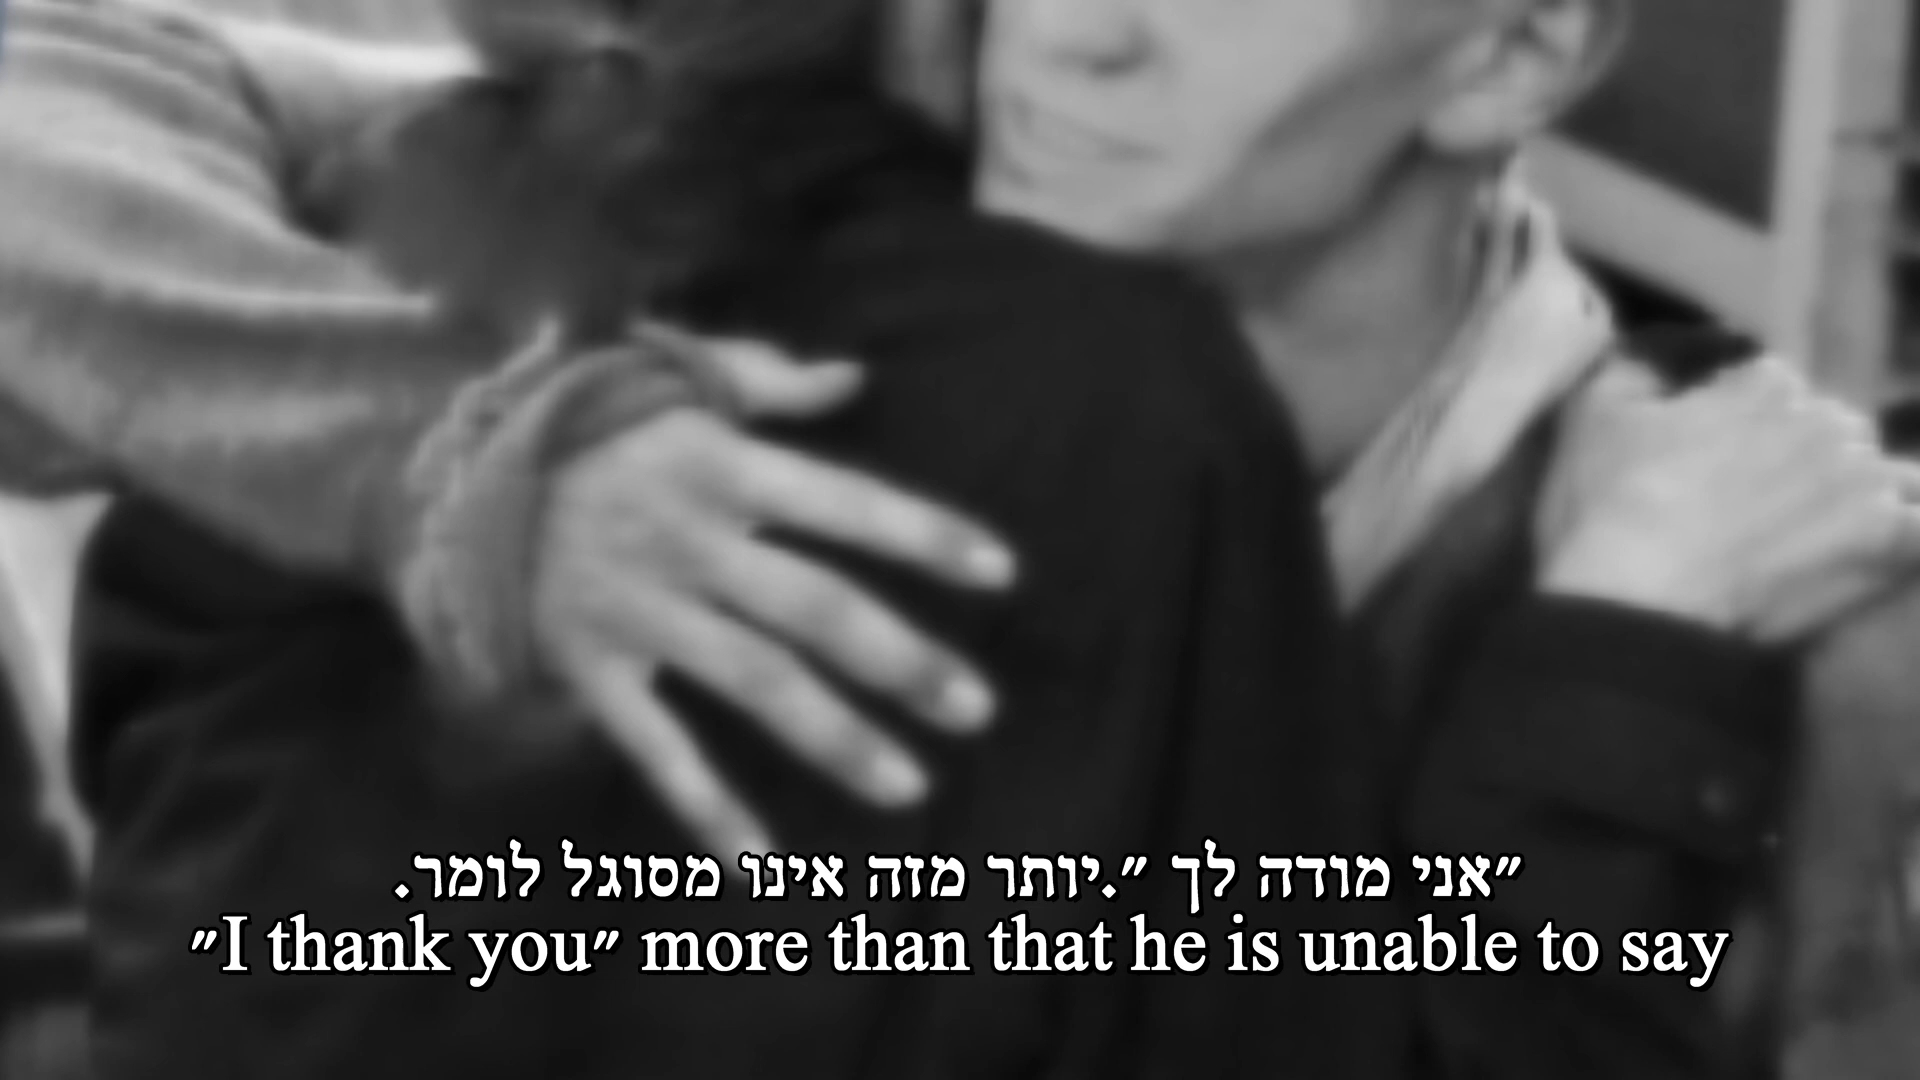 "אני מודה לך ".יותר מזה אינו מסוגל לומר.
"I thank you" more than that he is unable to say